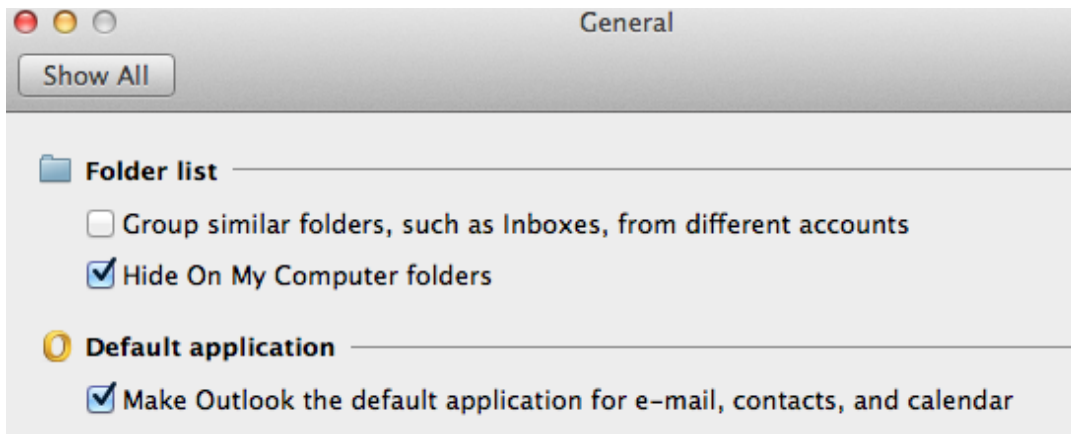 General
Show All
Folder list
Group similar folders, such as Inboxes, from different accounts
Hide On My Computer folders
Default application
Make Outlook the default application for e-mail, contacts, and calendar